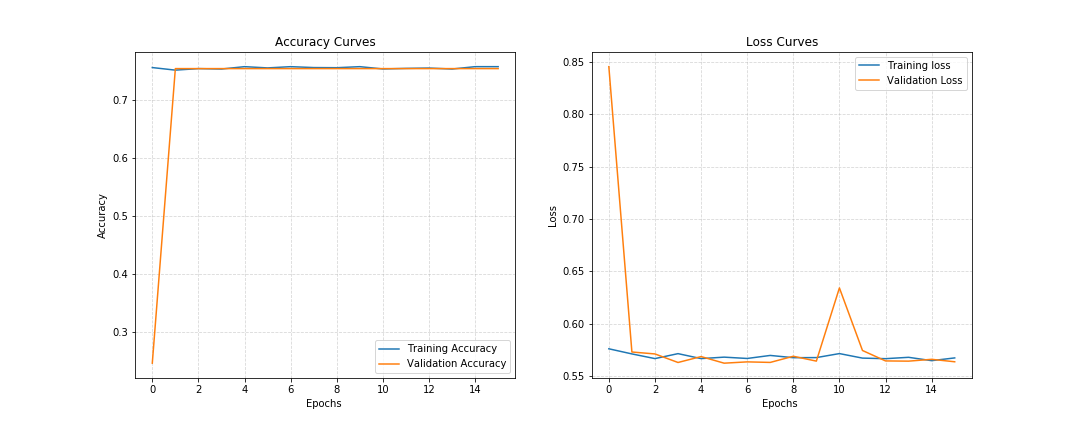 Accuracy Curves
0.7
0.6
0.5
0.4
0.3
Accuracy
Training Accuracy
Validation Accuracy
0 2 4 6 8 10 12 14
Epochs
Loss Curves
0.85
0.80
0.75
0.70
0.65
0.60
0.55
Loss
Training loss
Validation Loss
0 2 4 6 8 10 12 14
Epochs